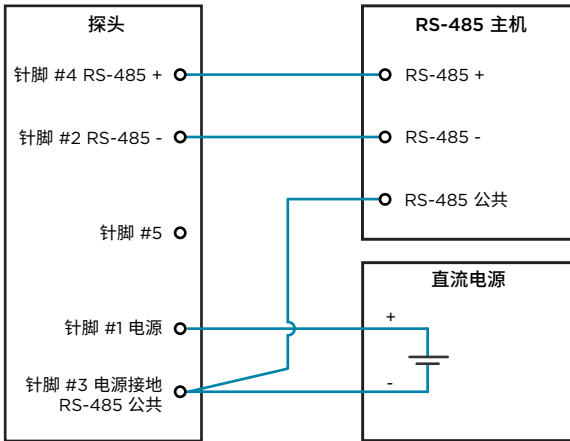 探头
针脚 #4 RS-485 +
针脚 #2 RS-485 -
针脚 #5
针脚 #1 电源
针脚 #3 电源接地
RS-485 公共
RS-485 主机
RS-485 +
RS-485 -
RS-485 公共
直流电源
+
-